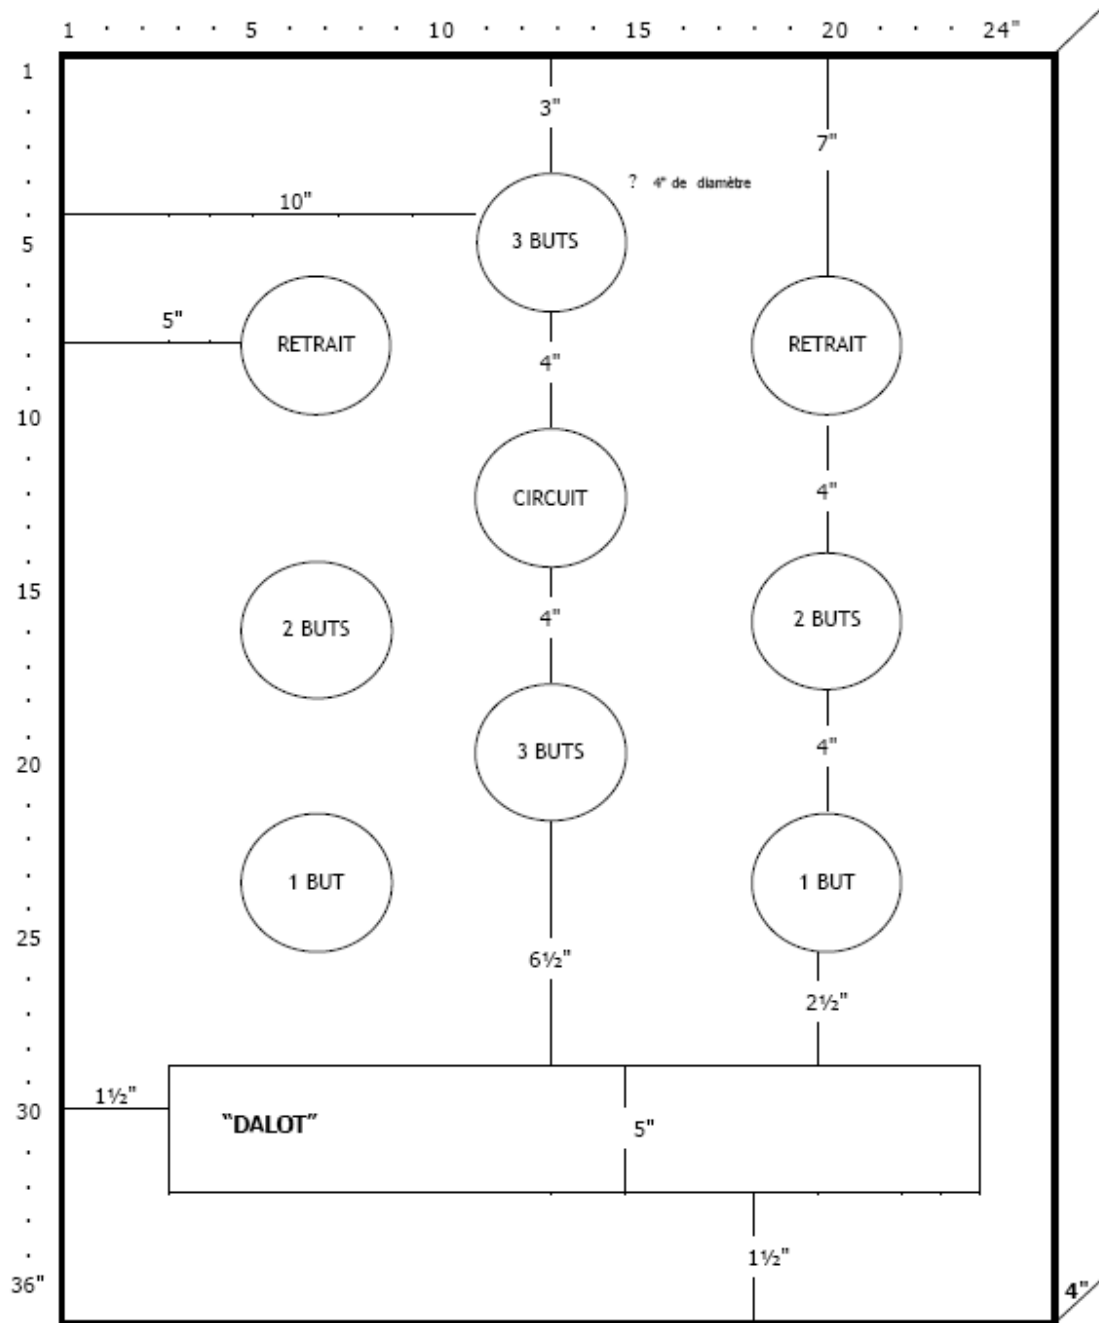 1 · · · 5 · · · 10 · · · 15 · · · 20 · · · 24"
1
3"
7"
? 4" de diamètre
10"
5
3 BUTS
5"
RETRAIT
RETRAIT
4"
10
4"
CIRCUIT
15
4"
2 BUTS
2 BUTS
4"
3 BUTS
20
1 BUT
1 BUT
25
6½"
2½"
1½"
30
"DALOT"
5"
1½"
36"
4"